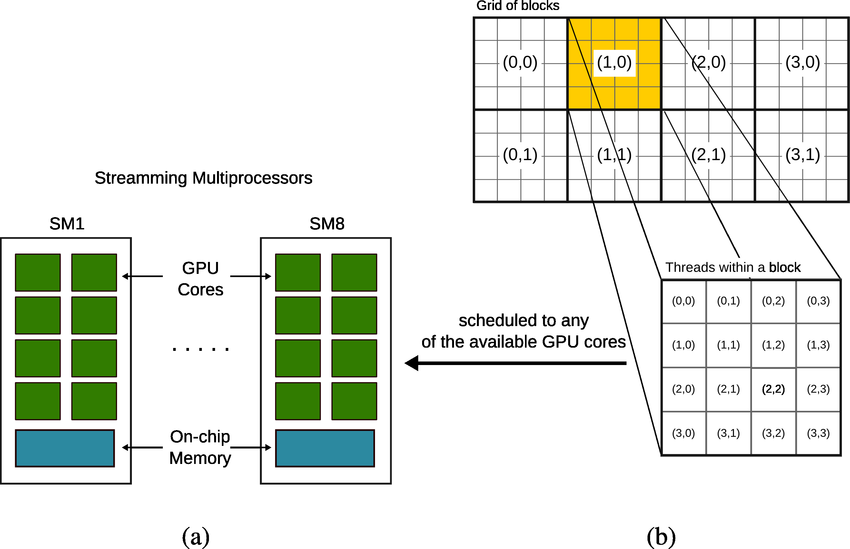 Grid of blocks
(0,0) (1,0) (2,0) (3,0)
(0,1) (1,1) (2,1) (3,1)
Streamming Multiprocessors
SM1 SM8
GPU
Cores
. . . . .
On-chip
Memory
scheduled to any
of the available GPU cores
Threads within a block
(0,0) (0,1) (0,2) (0,3)
(1,0) (1,1) (1,2) (1,3)
(2,0) (2,1) (2,2) (2,3)
(3,0) (3,1) (3,2) (3,3)
(a) (b)